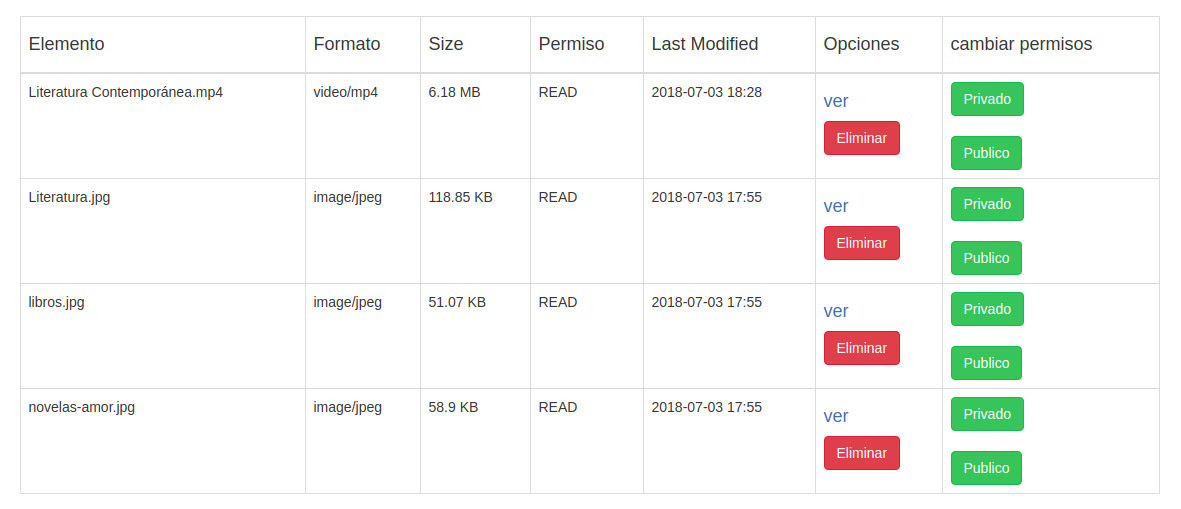 Elemento Formato Size Permiso Last Modified Opciones cambiar permisos
Literatura Contemporánea.mp4 video/mp4 6.18 MB READ 2018-07-03 18:28 ver Privado
Eliminar Publico
Literatura.jpg image/jpeg 118.85 KB READ 2018-07-03 17:55 ver Privado
Eliminar Publico
libros.jpg image/jpeg 51.07 KB READ 2018-07-03 17:55 ver Privado
Eliminar Publico
novelas-amor.jpg image/jpeg 58.9 KB READ 2018-07-03 17:55 ver Privado
Eliminar Publico